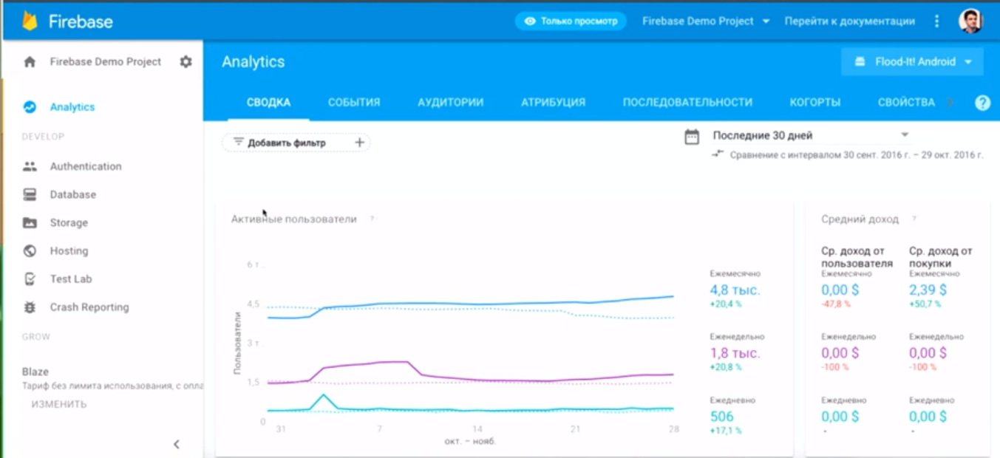 Firebase
Только просмотр
Firebase Demo Project
Перейти к документации
Firebase Demo Project
Analytics
Flood-It! Android
Analytics
СВОДКА
СОБЫТИЯ
АУДИТОРИИ
АТРИБУЦИЯ
ПОСЛЕДОВАТЕЛЬНОСТИ
КОГОРТЫ
СВОЙСТВА
?
DEVELOP
Authentication
Database
Storage
Hosting
Test Lab
Crash Reporting
GROW
Blaze
Тариф без лимита использования, с опла
ИЗМЕНИТЬ
Добавить фильтр
Последние 30 дней
Сравнение с интервалом 30 сент. 2016 г. – 29 окт. 2016 г.
Активные пользователи ?
Пользователи
6 т...
4,5
3 т
1,5
0
31 7 14 21 28
окт. – нояб.
Ежемесячно
4,8 тыс.
+20,4 %
Еженедельно
1,8 тыс.
+20,8 %
Ежедневно
506
+17,1 %
Средний доход ?
Ср. доход от
пользователя
Ежемесячно
0,00 $
-47,8 %
Еженедельно
0,00 $
-100 %
Ежедневно
0,00 $
-
Ср. доход от
покупки
Ежемесячно
2,39 $
+50,7 %
Еженедельно
0,00 $
-100 %
Ежедневно
0,00 $
-